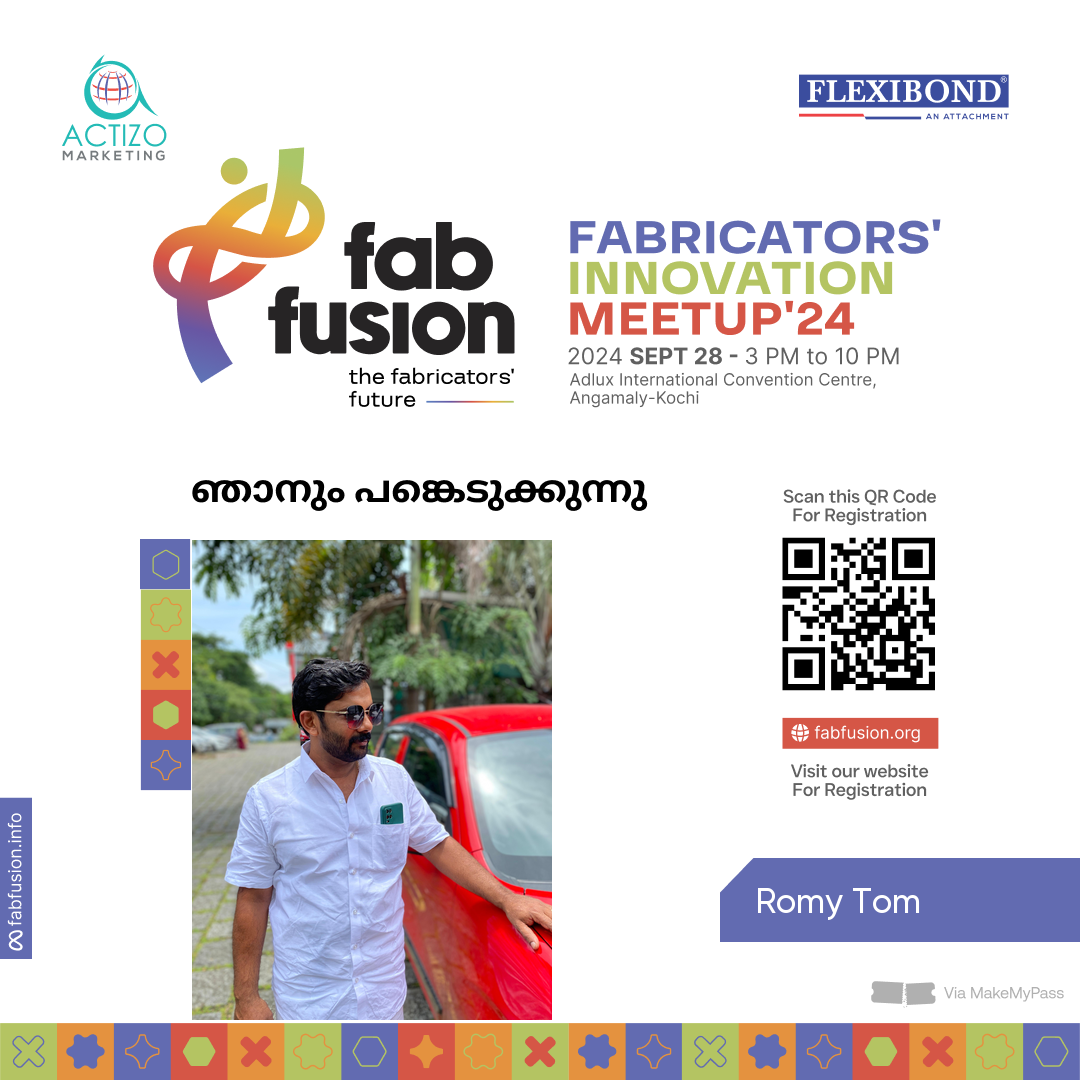 ACTIZO
MARKETING
FLEXIBOND®
AN ATTACHMENT
fab
fusion
the fabricators'
future
FABRICATORS'
INNOVATION
MEETUP'24
2024 SEPT 28 - 3 PM to 10 PM
Adlux International Convention Centre,
Angamaly-Kochi
ഞാനും പങ്കെടുക്കുന്നു
Scan this QR Code
For Registration
fabfusion.org
Visit our website
For Registration
fabfusion.info
Romy Tom
Via MakeMyPass